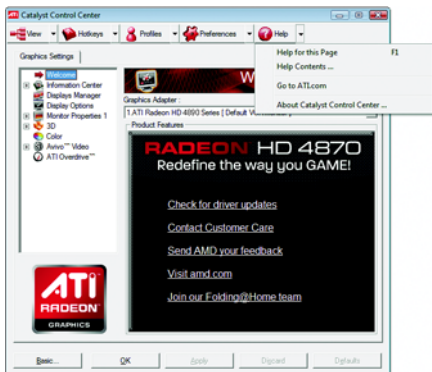 Catalyst Control Center
View
Hotkeys
Profiles
Preferences
Help
Help for this Page F1
Help Contents ...
Go to ATI.com
About Catalyst Control Center ...
Graphics Settings
Welcome
Information Center
Displays Manager
Display Options
Monitor Properties 1
3D
Color
Avivo™ Video
ATI Overdrive™
W
Graphics Adapter :
1.ATI Radeon HD 4890 Series [ Default
Product Features
RADEON HD 4870
Redefine the way you GAME!
Check for driver updates
Contact Customer Care
Send AMD your feedback
Visit amd.com
Join our Folding@Home team
ATI
RADEON
GRAPHICS
Basic...
OK
Apply
Discard
Defaults